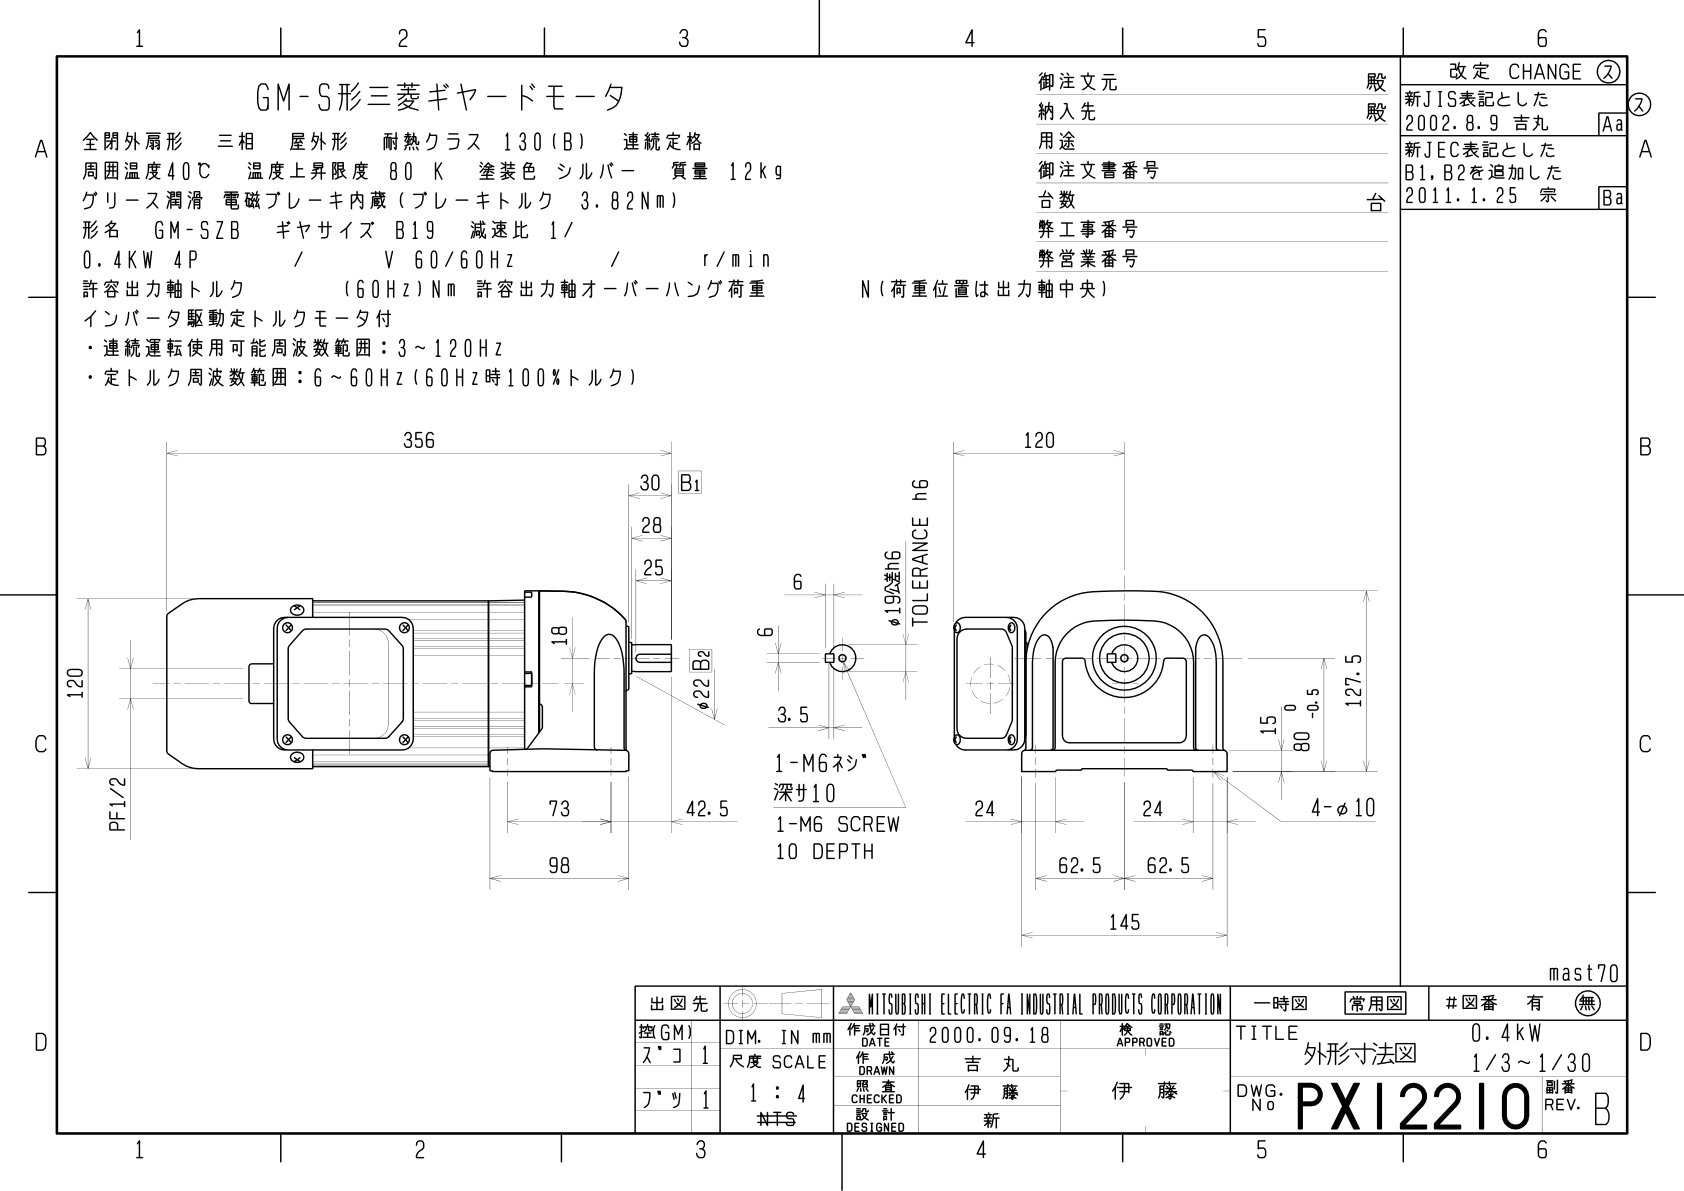 1 2 3 4 5 6
GM-S形三菱ギヤードモータ
全閉外扇形 三相 屋外形 耐熱クラス 130(B) 連続定格
周囲温度40℃ 温度上昇限度 80 K 塗装色 シルバー 質量 12kg
グリース潤滑 電磁ブレーキ内蔵(ブレーキトルク 3.82Nm)
形名 GM-SZB ギヤサイズ B19 減速比 1/
0.4KW 4P / V 60/60Hz / r/min
許容出力軸トルク (60Hz)Nm 許容出力軸オーバーハング荷重 N(荷重位置は出力軸中央)
インバータ駆動定トルクモータ付
・連続運転使用可能周波数範囲:3~120Hz
・定トルク周波数範囲:6~60Hz(60Hz時100%トルク)
御注文元 殿
納入先 殿
用途
御注文書番号
台数 台
弊工事番号
弊営業番号
改定 CHANGE ス
新JIS表記とした
2002.8.9 吉丸 Aa
ス
新JEC表記とした
B1,B2を追加した
2011.1.25 宗 Ba
A A
B B
C C
D D
356
30 B1
28
25
18
120
PF1/2
φ22 B2
73
42.5
98
6
6
3.5
φ19公差h6
TOLERANCE h6
1-M6ネジ
深サ10
1-M6 SCREW
10 DEPTH
120
127.5
15
80 0 -0.5
24
24
4-φ10
62.5
62.5
145
mast70
出図先
控(GM)
スﾞコ 1
フﾞツ 1
DIM. IN mm
尺度 SCALE
1 : 4
NTS
MITSUBISHI ELECTRIC FA INDUSTRIAL PRODUCTS CORPORATION
作成日付 DATE 2000.09.18
作成 DRAWN 吉丸
照査 CHECKED 伊藤
設計 DESIGNED 新
検認 APPROVED
伊藤
一時図 常用図 #図番 有 無
TITLE 外形寸法図
0.4kW
1/3~1/30
DWG. No PX12210
副番 REV. B
1 2 3 4 5 6